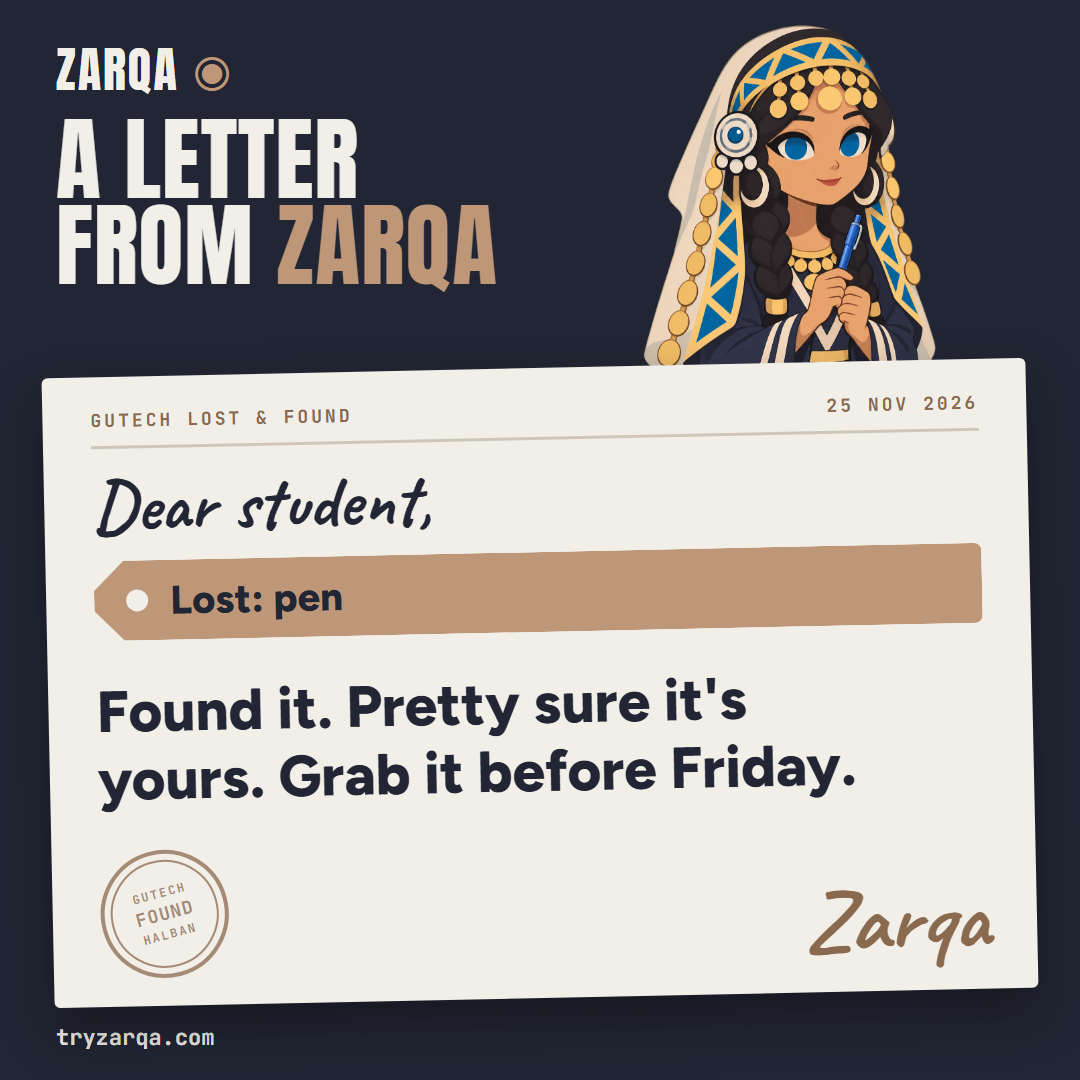 ZARQA
A LETTER
FROM ZARQA
GUTECH LOST & FOUND
25 NOV 2026
Dear student,
Lost: pen
Found it. Pretty sure it's
yours. Grab it before Friday.
GUTECH
FOUND
HALBAN
Zarqa
tryzarqa.com